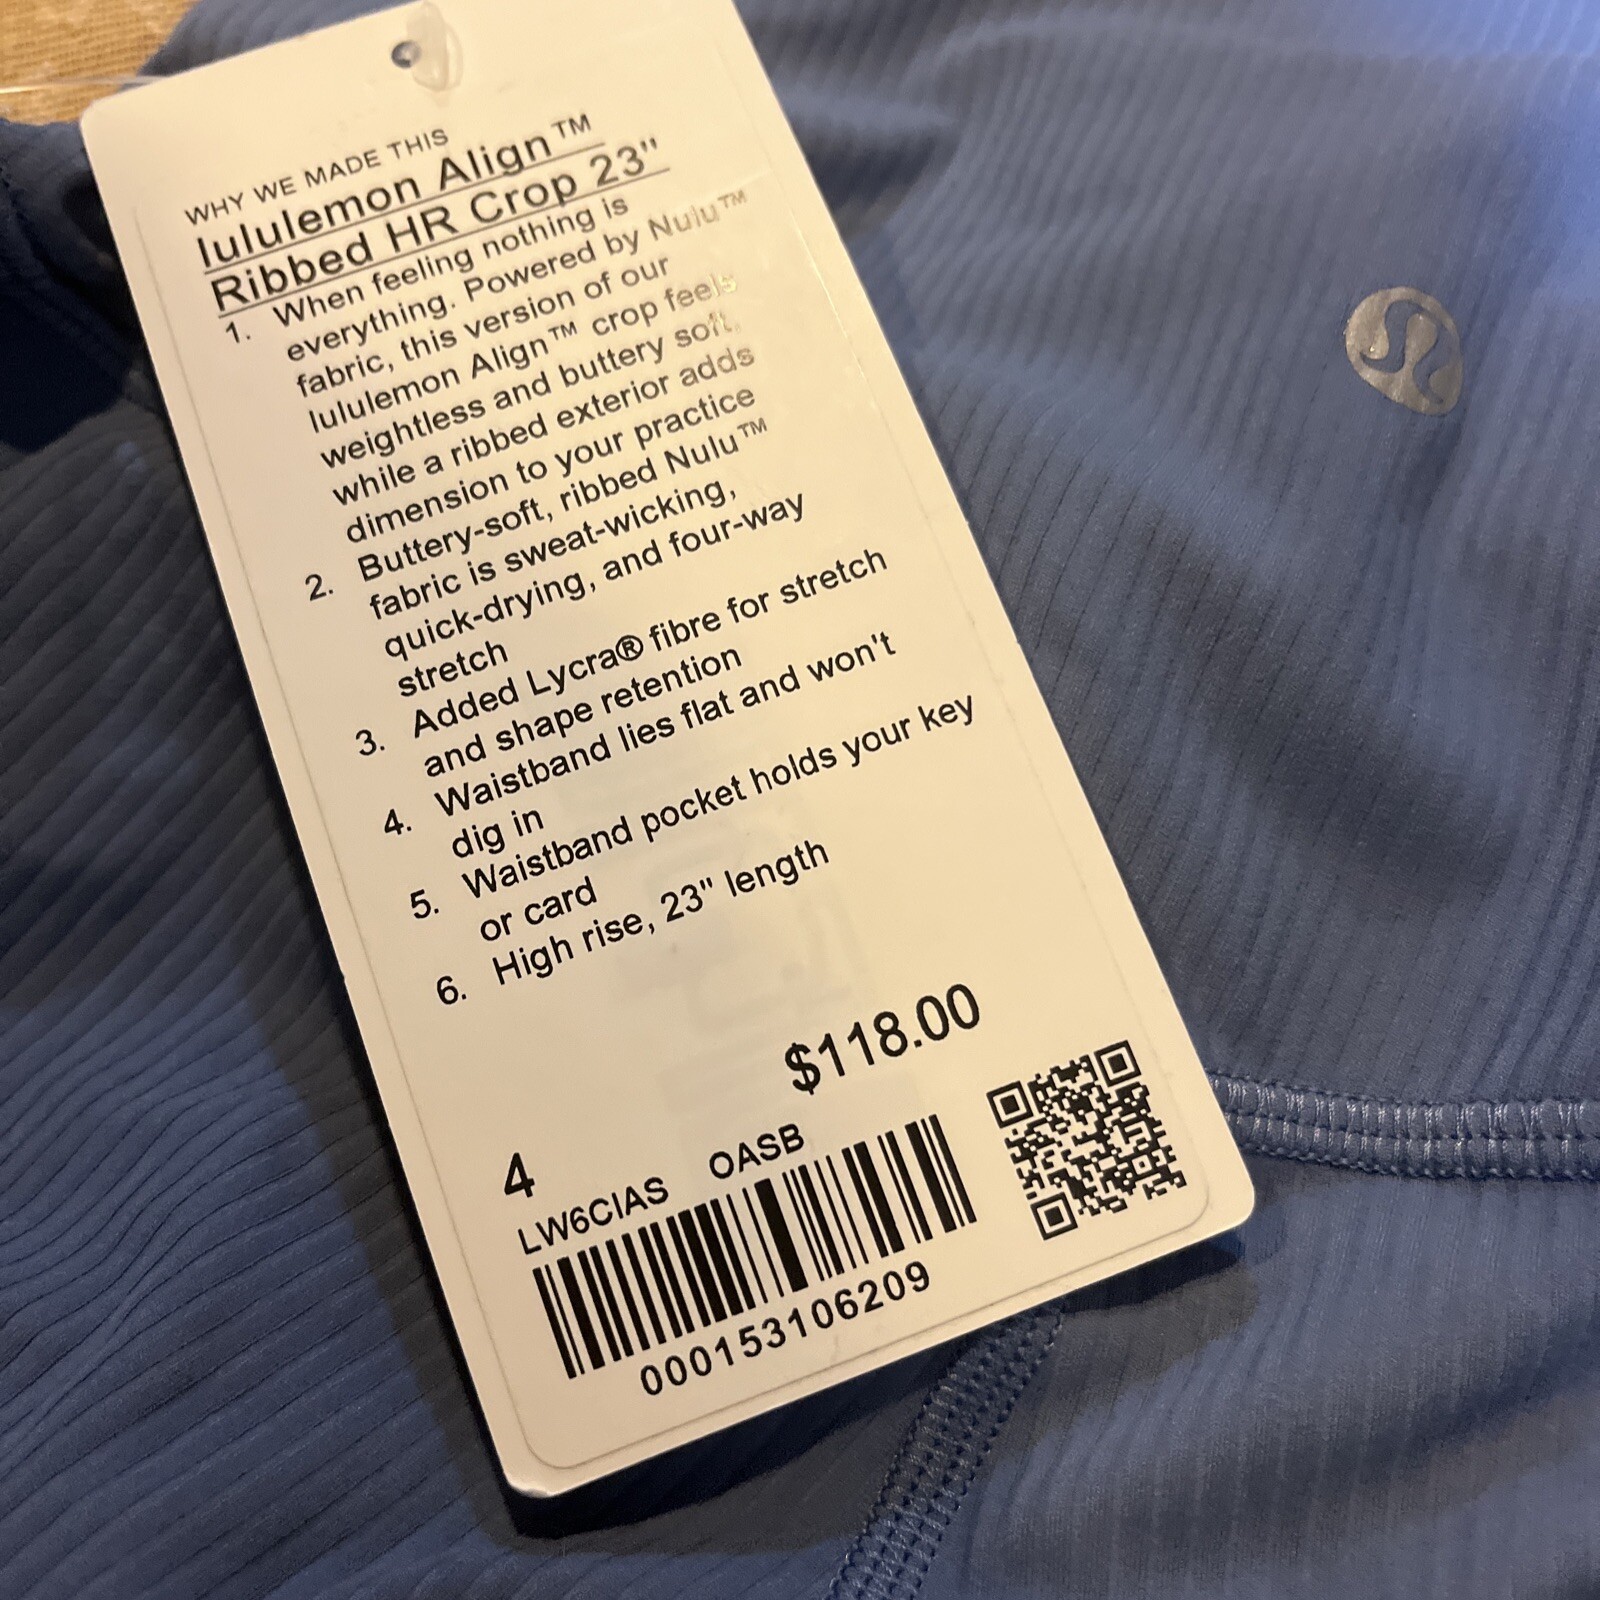 WHY WE MADE THIS
lululemon Align™
Ribbed HR Crop 23"
1. When feeling nothing is
everything. Powered by Nulu™
fabric, this version of our
lululemon Align™ crop feels
weightless and buttery soft,
while a ribbed exterior adds
dimension to your practice
2. Buttery-soft, ribbed Nulu™
fabric is sweat-wicking,
quick-drying, and four-way
stretch
3. Added Lycra® fibre for stretch
and shape retention
4. Waistband lies flat and won't
dig in
5. Waistband pocket holds your key
or card
6. High rise, 23" length
$118.00
4
LW6CIAS OASB
000153106209